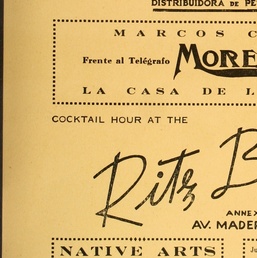 DISTRIBUIDORA DE PE
MARCOS C
Frente al Telégrafo MORE
LA CASA DE L
COCKTAIL HOUR AT THE
Ritz B
ANNEX
AV. MADER
NATIVE ARTS